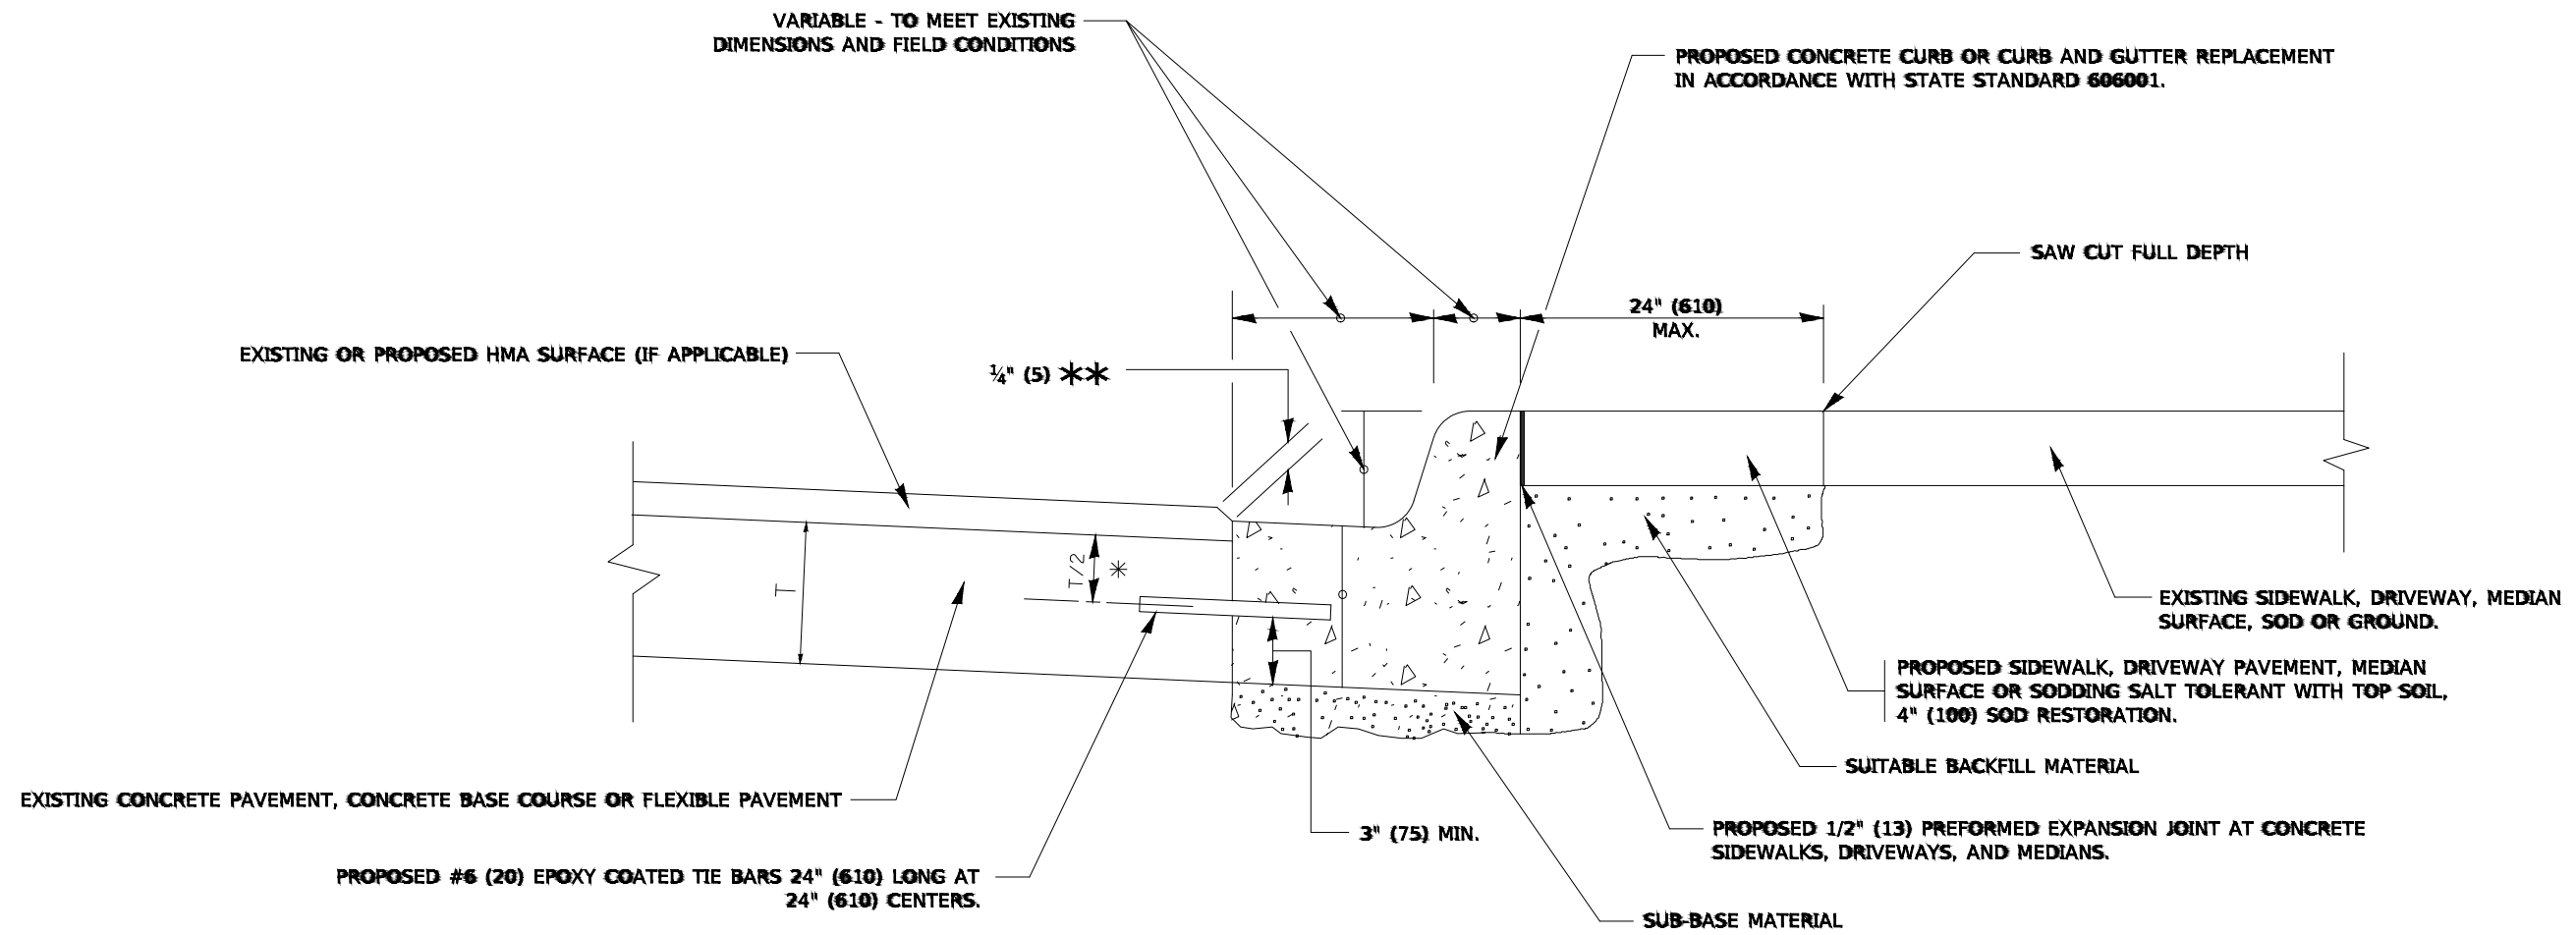 VARIABLE - TO MEET EXISTING
DIMENSIONS AND FIELD CONDITIONS
PROPOSED CONCRETE CURB OR CURB AND GUTTER REPLACEMENT
IN ACCORDANCE WITH STATE STANDARD 606001.
SAW CUT FULL DEPTH
24" (610)
MAX.
EXISTING OR PROPOSED HMA SURFACE (IF APPLICABLE)
¼" (5) **
T
T/2
*
EXISTING SIDEWALK, DRIVEWAY, MEDIAN
SURFACE, SOD OR GROUND.
PROPOSED SIDEWALK, DRIVEWAY PAVEMENT, MEDIAN
SURFACE OR SODDING SALT TOLERANT WITH TOP SOIL,
4" (100) SOD RESTORATION.
SUITABLE BACKFILL MATERIAL
EXISTING CONCRETE PAVEMENT, CONCRETE BASE COURSE OR FLEXIBLE PAVEMENT
3" (75) MIN.
PROPOSED 1/2" (13) PREFORMED EXPANSION JOINT AT CONCRETE
SIDEWALKS, DRIVEWAYS, AND MEDIANS.
PROPOSED #6 (20) EPOXY COATED TIE BARS 24" (610) LONG AT
24" (610) CENTERS.
SUB-BASE MATERIAL